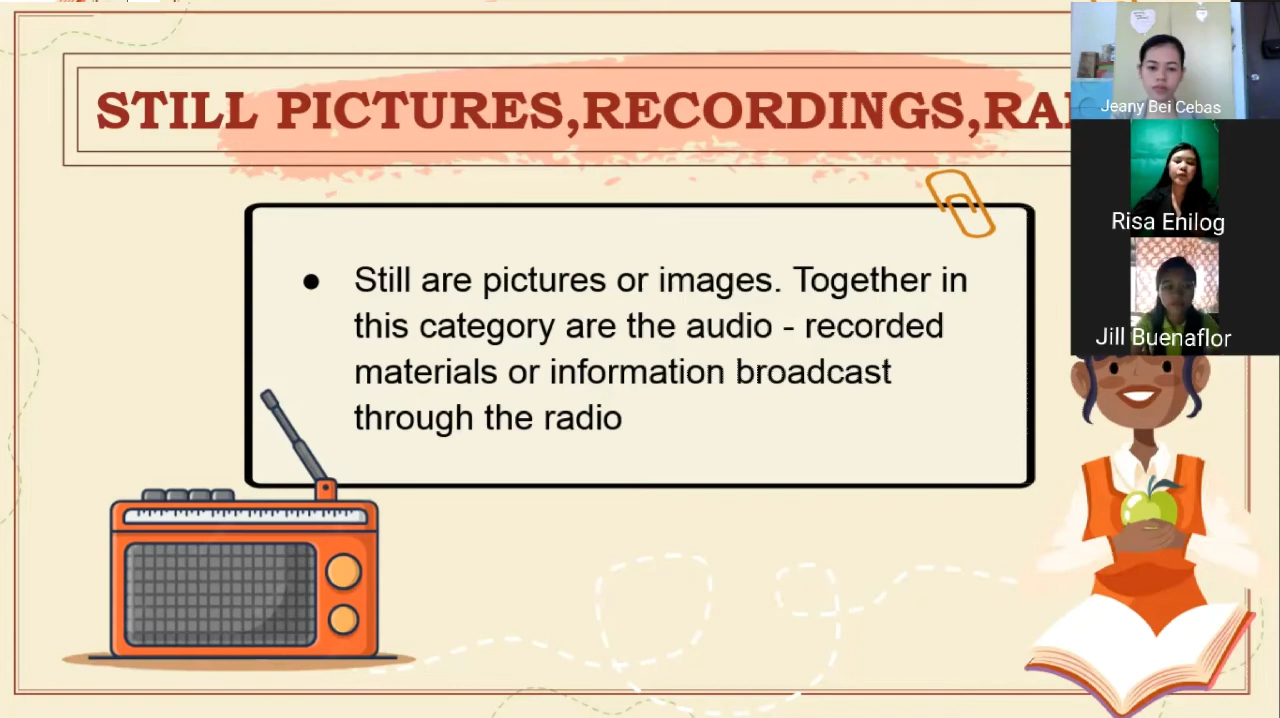 STILL PICTURES,RECORDINGS,RA
Jeany Bei Cebas
Risa Enilog
Jill Buenaflor
● Still are pictures or images. Together in
this category are the audio - recorded
materials or information broadcast
through the radio